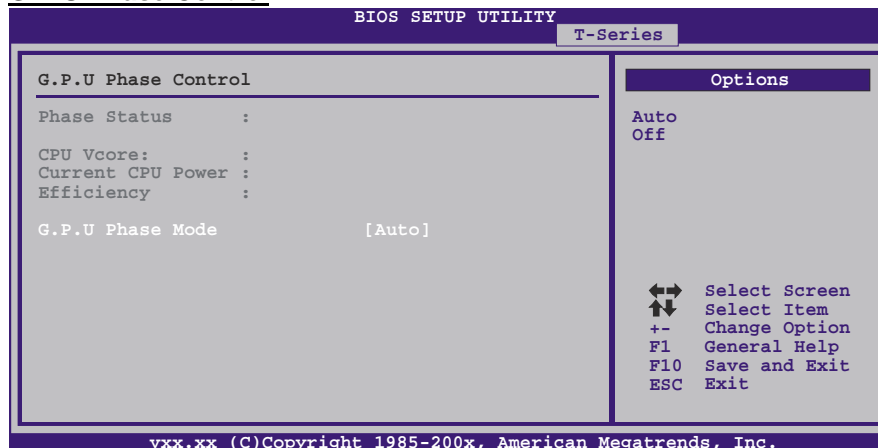 BIOS SETUP UTILITY
T-Series
G.P.U Phase Control
Options
Phase Status :
Auto
Off
CPU Vcore: :
Current CPU Power :
Efficiency :
G.P.U Phase Mode [Auto]
Select Screen
Select Item
+- Change Option
F1 General Help
F10 Save and Exit
ESC Exit
vxx.xx (C)Copyright 1985-200x, American Megatrends, Inc.